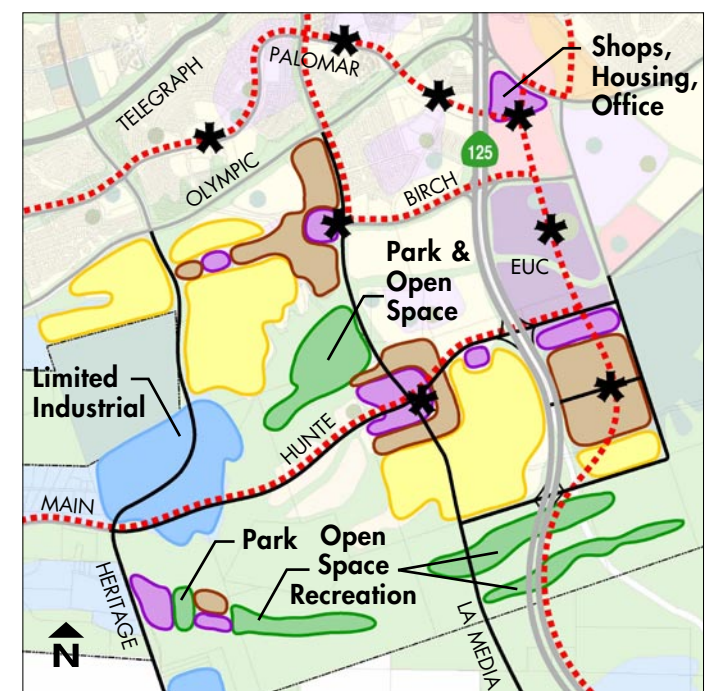 Shops,
Housing,
Office
PALOMAR
TELEGRAPH
OLYMPIC
125
BIRCH
EUC
Park &
Open
Space
Limited
Industrial
HUNTE
MAIN
Park
Open
Space
Recreation
HERITAGE
LA MEDIA
N